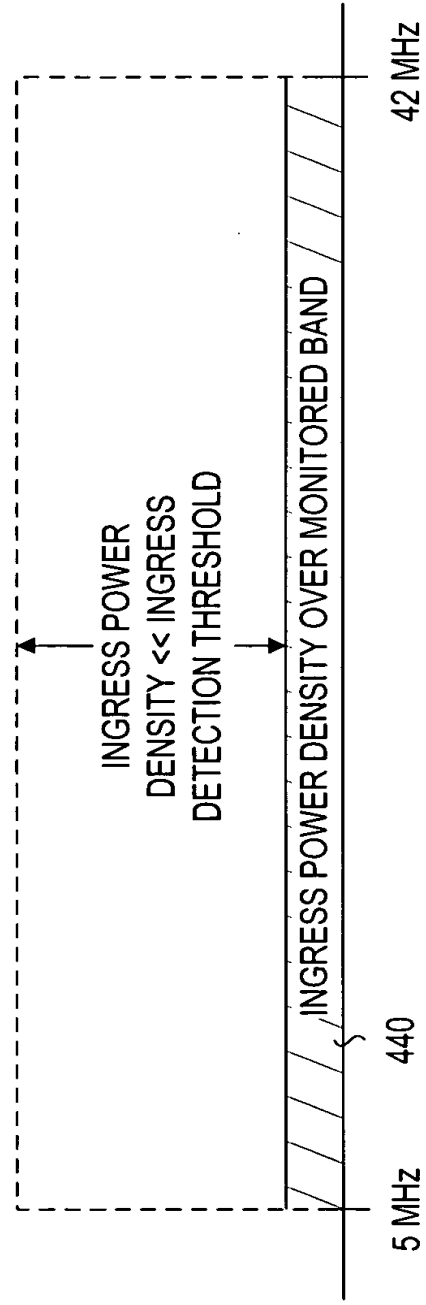 INGRESS POWER
DENSITY << INGRESS
DETECTION THRESHOLD
INGRESS POWER DENSITY OVER MONITORED BAND
5 MHz
440
42 MHz